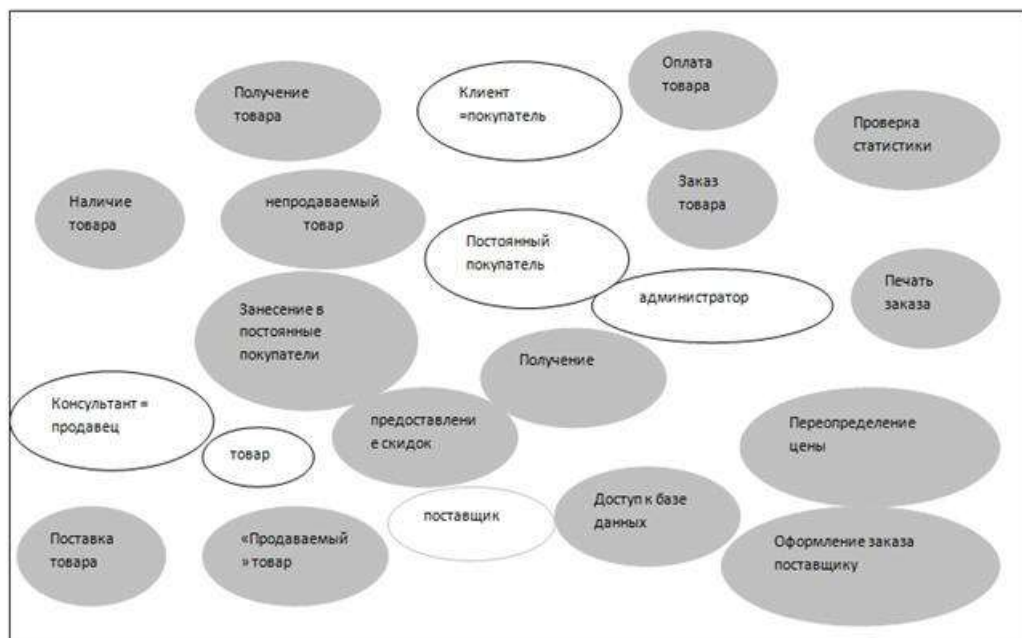 Оплата
товара
Получение
товара
Клиент
=покупатель
Проверка
статистики
Наличие
товара
непродаваемый
товар
Заказ
товара
Постоянный
покупатель
администратор
Печать
заказа
Занесение в
постоянные
покупатели
Получение
Консультант =
продавец
товар
предоставлени
е скидок
Переопределение
цены
поставщик
Доступ к базе
данных
Поставка
товара
«Продаваемый
» товар
Оформление заказа
поставщику